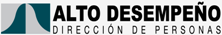 ALTO DESEMPEÑO
DIRECCIÓN DE PERSONAS